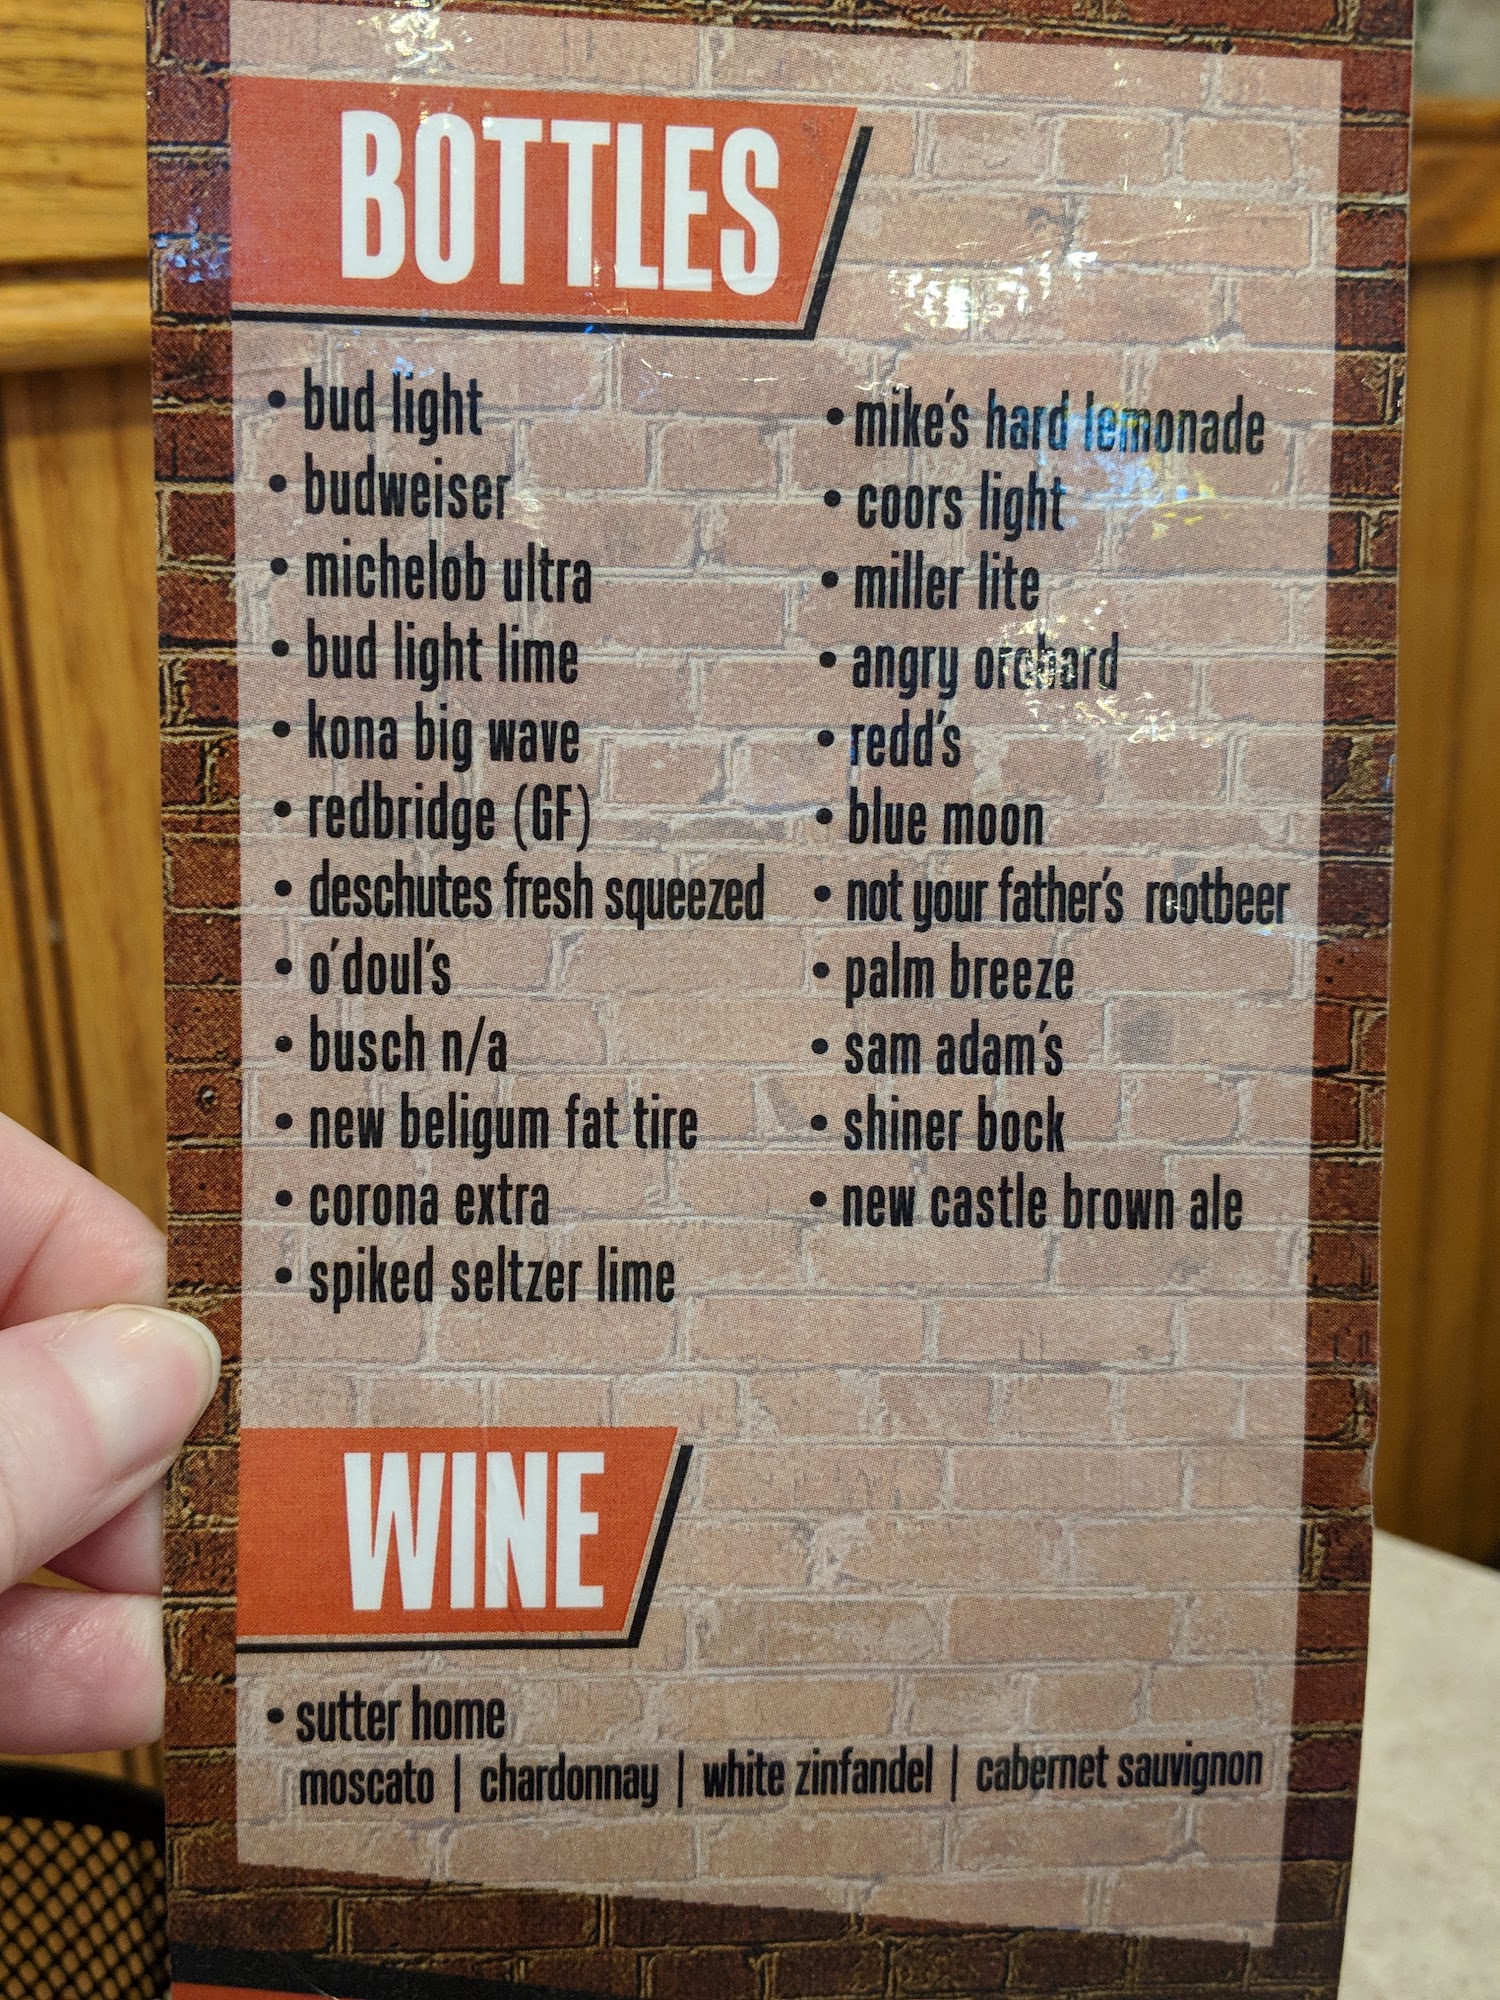 BOTTLES
• bud light
• budweiser
• michelob ultra
• bud light lime
• kona big wave
• redbridge (GF)
• deschutes fresh squeezed
• o'doul's
• busch n/a
• new beligum fat tire
• corona extra
• spiked seltzer lime
• mike's hard lemonade
• coors light
• miller lite
• angry orchard
• redd's
• blue moon
• not your father's rootbeer
• palm breeze
• sam adam's
• shiner bock
• new castle brown ale
WINE
• sutter home
moscato | chardonnay | white zinfandel | cabernet sauvignon